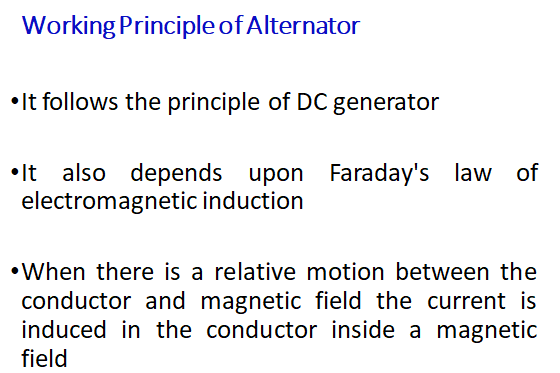 Working Principle of Alternator
•It follows the principle of DC generator
•It also depends upon Faraday's law of
electromagnetic induction
•When there is a relative motion between the
conductor and magnetic field the current is
induced in the conductor inside a magnetic
field